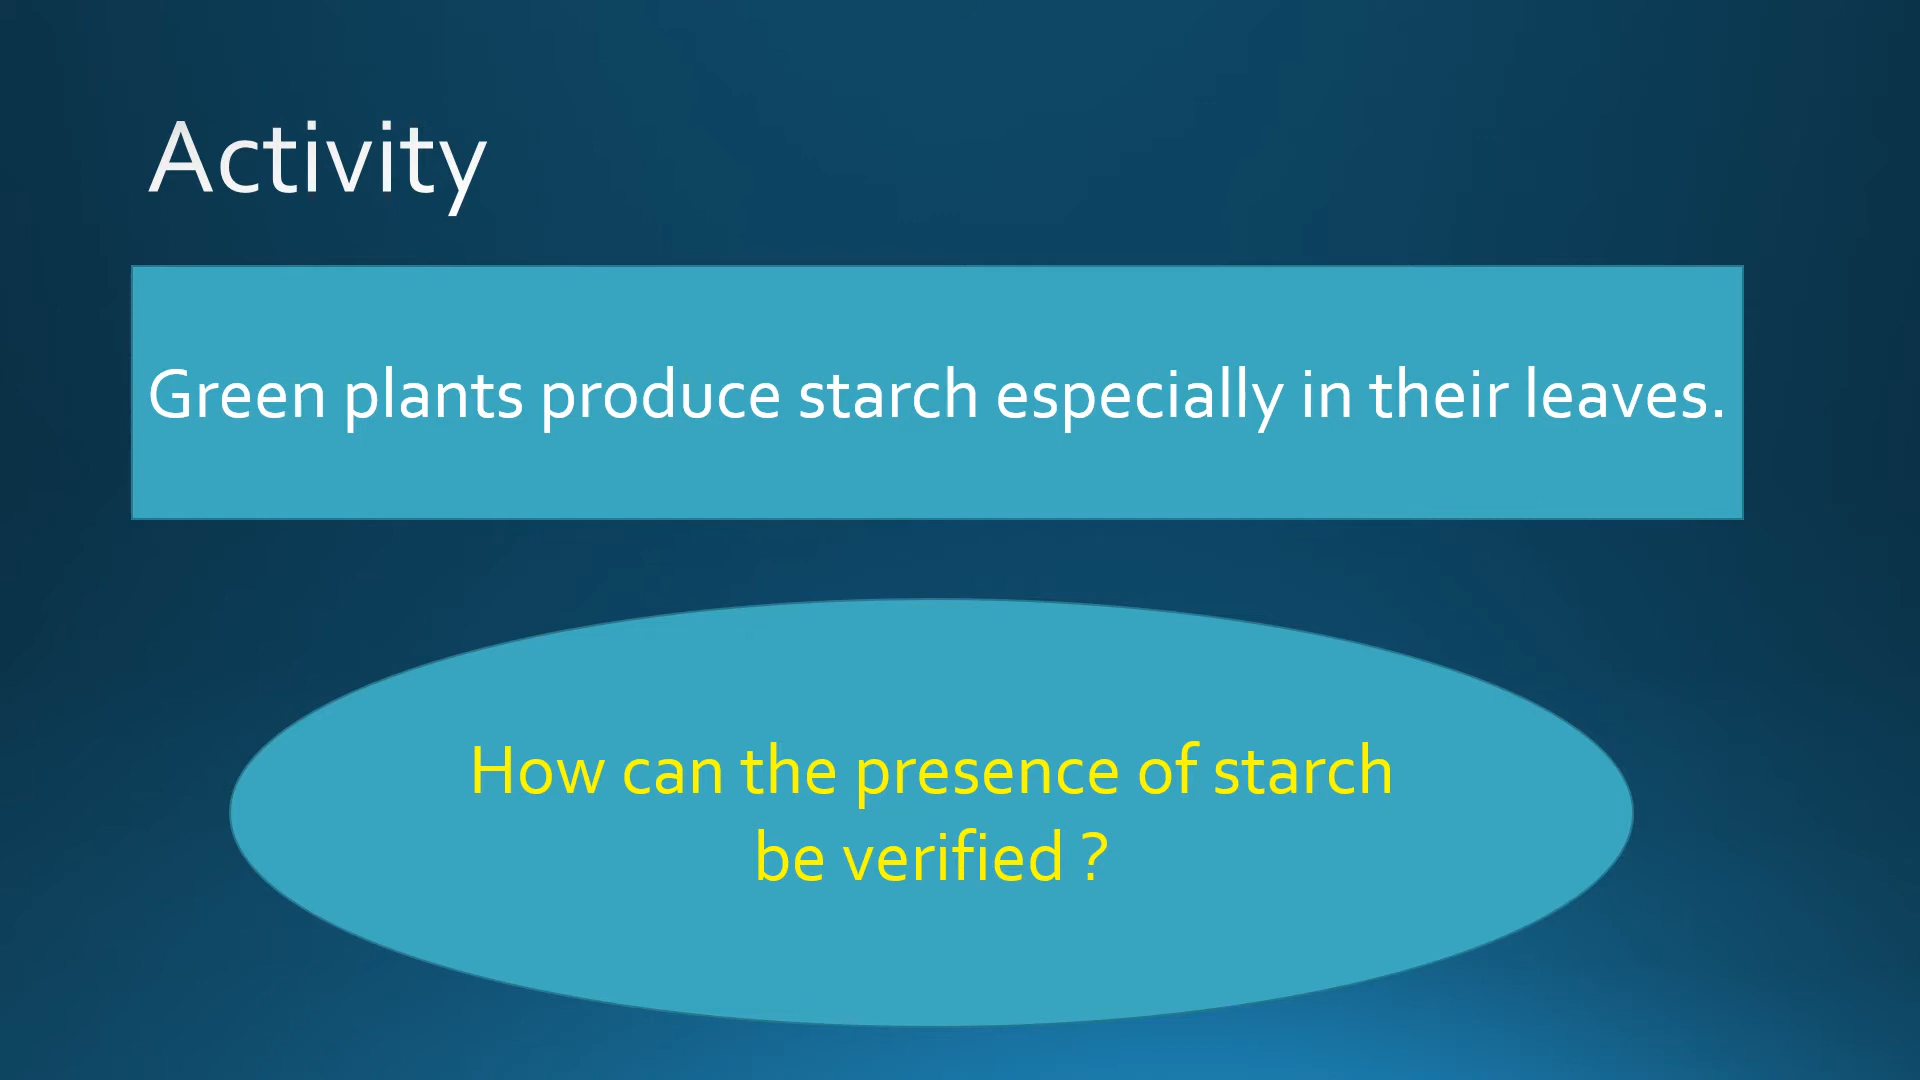 Activity
Green plants produce starch especially in their leaves.
How can the presence of starch
be verified ?